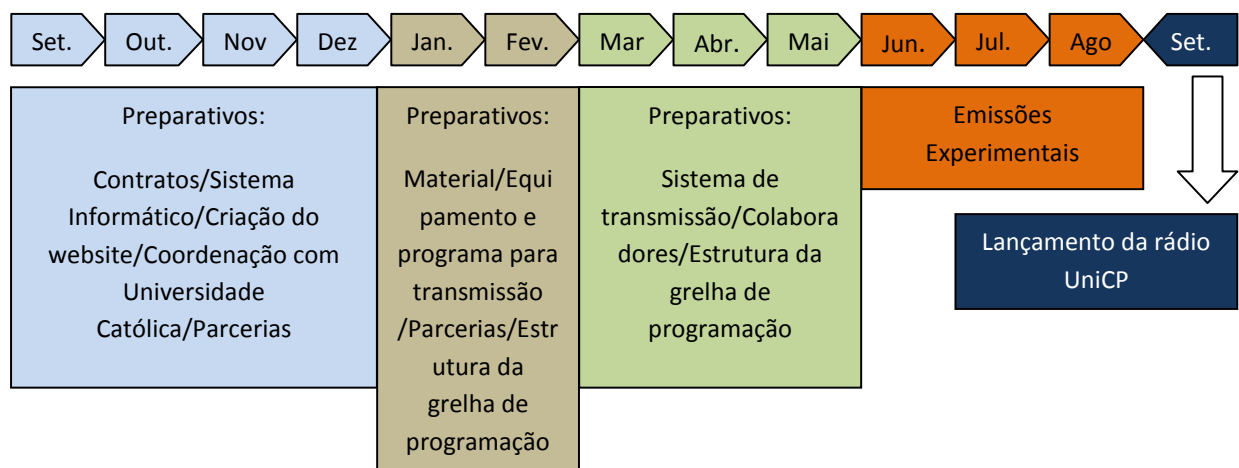 Set.
Out.
Nov
Dez
Jan.
Fev.
Mar
Abr.
Mai
Jun.
Jul.
Ago
Set.
Preparativos:
Contratos/Sistema
Informático/Criação do
website/Coordenação com
Universidade
Católica/Parcerias
Preparativos:
Material/Equi
pamento e
programa para
transmissão
/Parcerias/Estr
utura da
grelha de
programação
Preparativos:
Sistema de
transmissão/Colabora
dores/Estrutura da
grelha de
programação
Emissões
Experimentais
Lançamento da rádio
UniCP